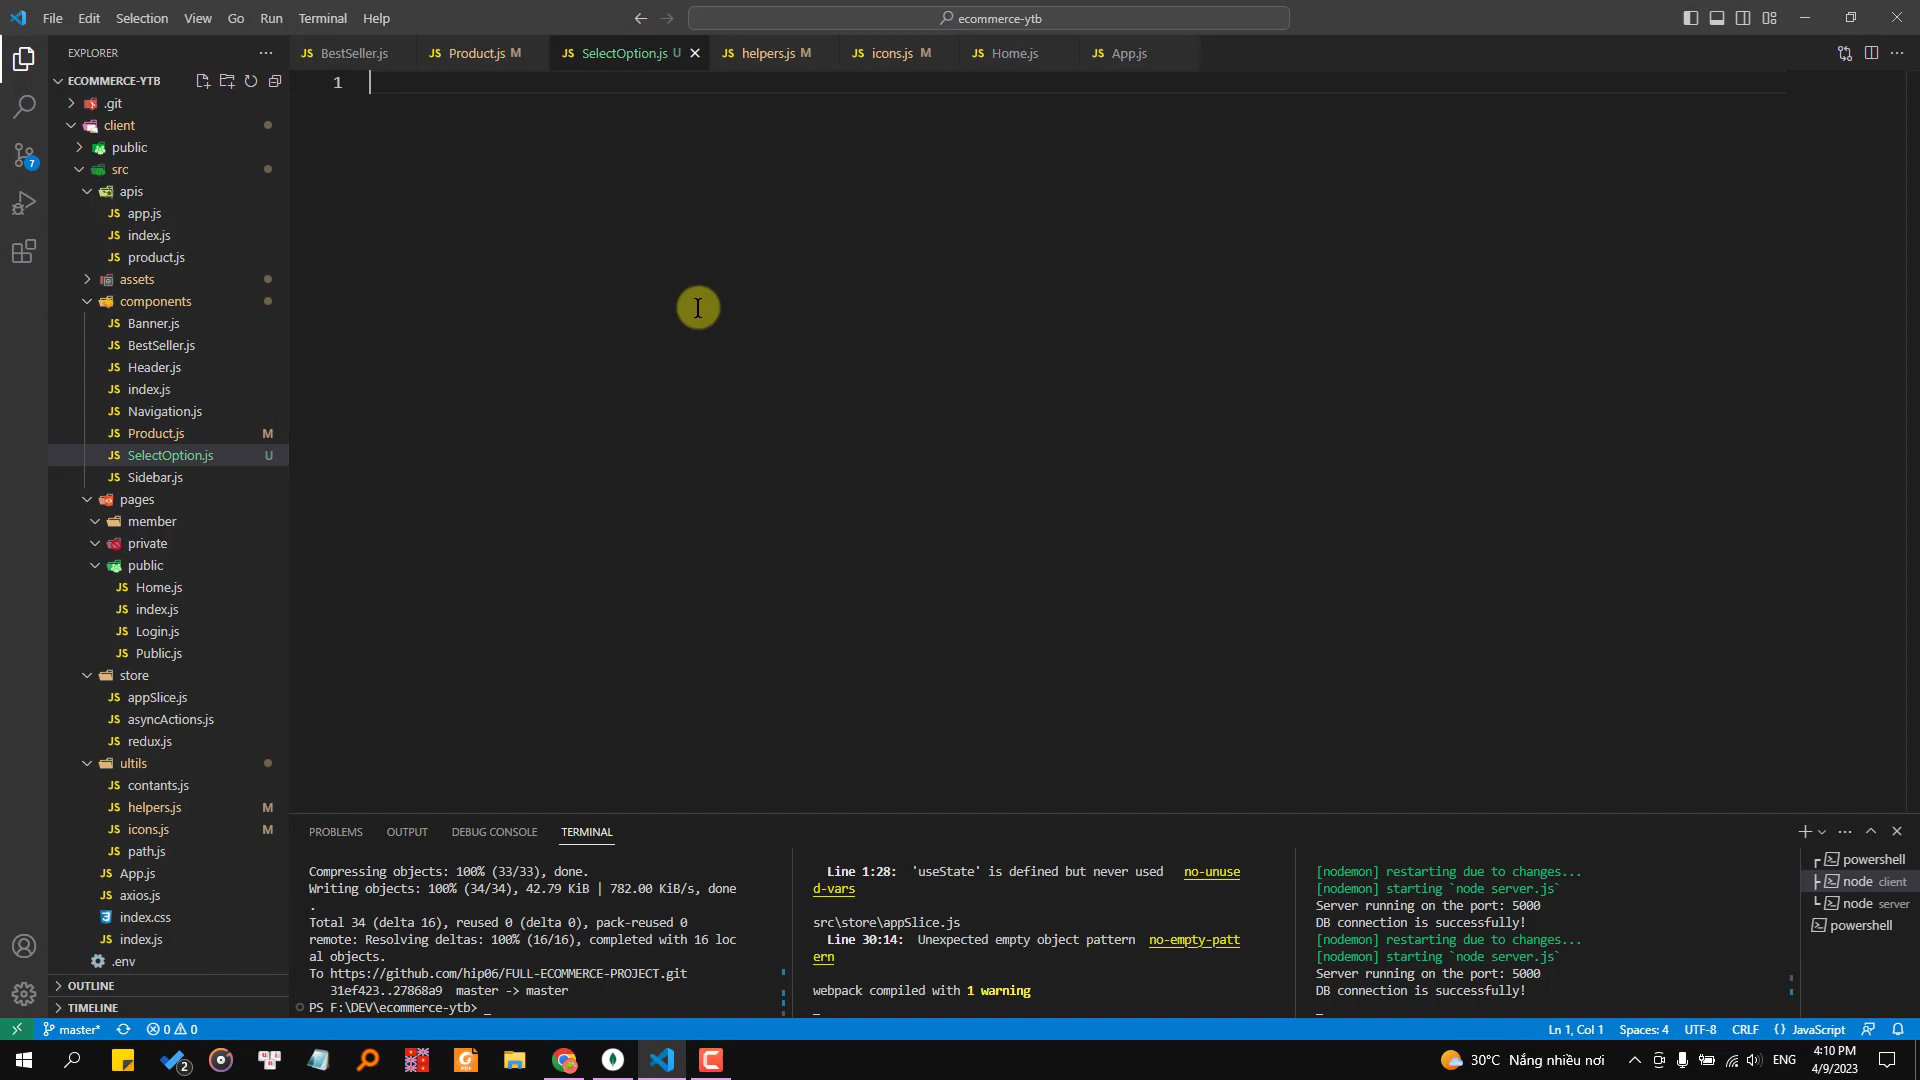 File Edit Selection View Go Run Terminal Help
ecommerce-ytb
EXPLORER
BestSeller.js
Product.js M
SelectOption.js U
helpers.js M
icons.js M
Home.js
App.js
ECOMMERCE-YTB
1
.git
client
public
src
apis
app.js
index.js
product.js
assets
components
Banner.js
BestSeller.js
Header.js
index.js
Navigation.js
Product.js M
SelectOption.js U
Sidebar.js
pages
member
private
public
Home.js
index.js
Login.js
Public.js
store
appSlice.js
asyncActions.js
redux.js
ultils
contants.js
helpers.js M
icons.js M
path.js
App.js
axios.js
index.css
index.js
.env
OUTLINE
TIMELINE
7
PROBLEMS OUTPUT DEBUG CONSOLE TERMINAL
Compressing objects: 100% (33/33), done.
Writing objects: 100% (34/34), 42.79 KiB | 782.00 KiB/s, done
.
Total 34 (delta 16), reused 0 (delta 0), pack-reused 0
remote: Resolving deltas: 100% (16/16), completed with 16 loc
al objects.
To https://github.com/hip06/FULL-ECOMMERCE-PROJECT.git
31ef423..27868a9 master -> master
PS F:\DEV\ecommerce-ytb> _
Line 1:28: 'useState' is defined but never used no-unuse
d-vars
src\store\appSlice.js
Line 30:14: Unexpected empty object pattern no-empty-patt
ern
webpack compiled with 1 warning
[nodemon] restarting due to changes...
[nodemon] starting `node server.js`
Server running on the port: 5000
DB connection is successfully!
[nodemon] restarting due to changes...
[nodemon] starting `node server.js`
Server running on the port: 5000
DB connection is successfully!
powershell
node client
node server
powershell
master* 0 0
Ln 1, Col 1 Spaces: 4 UTF-8 CRLF {} JavaScript
2
30°C Nắng nhiều nơi
ENG
4:10 PM
4/9/2023